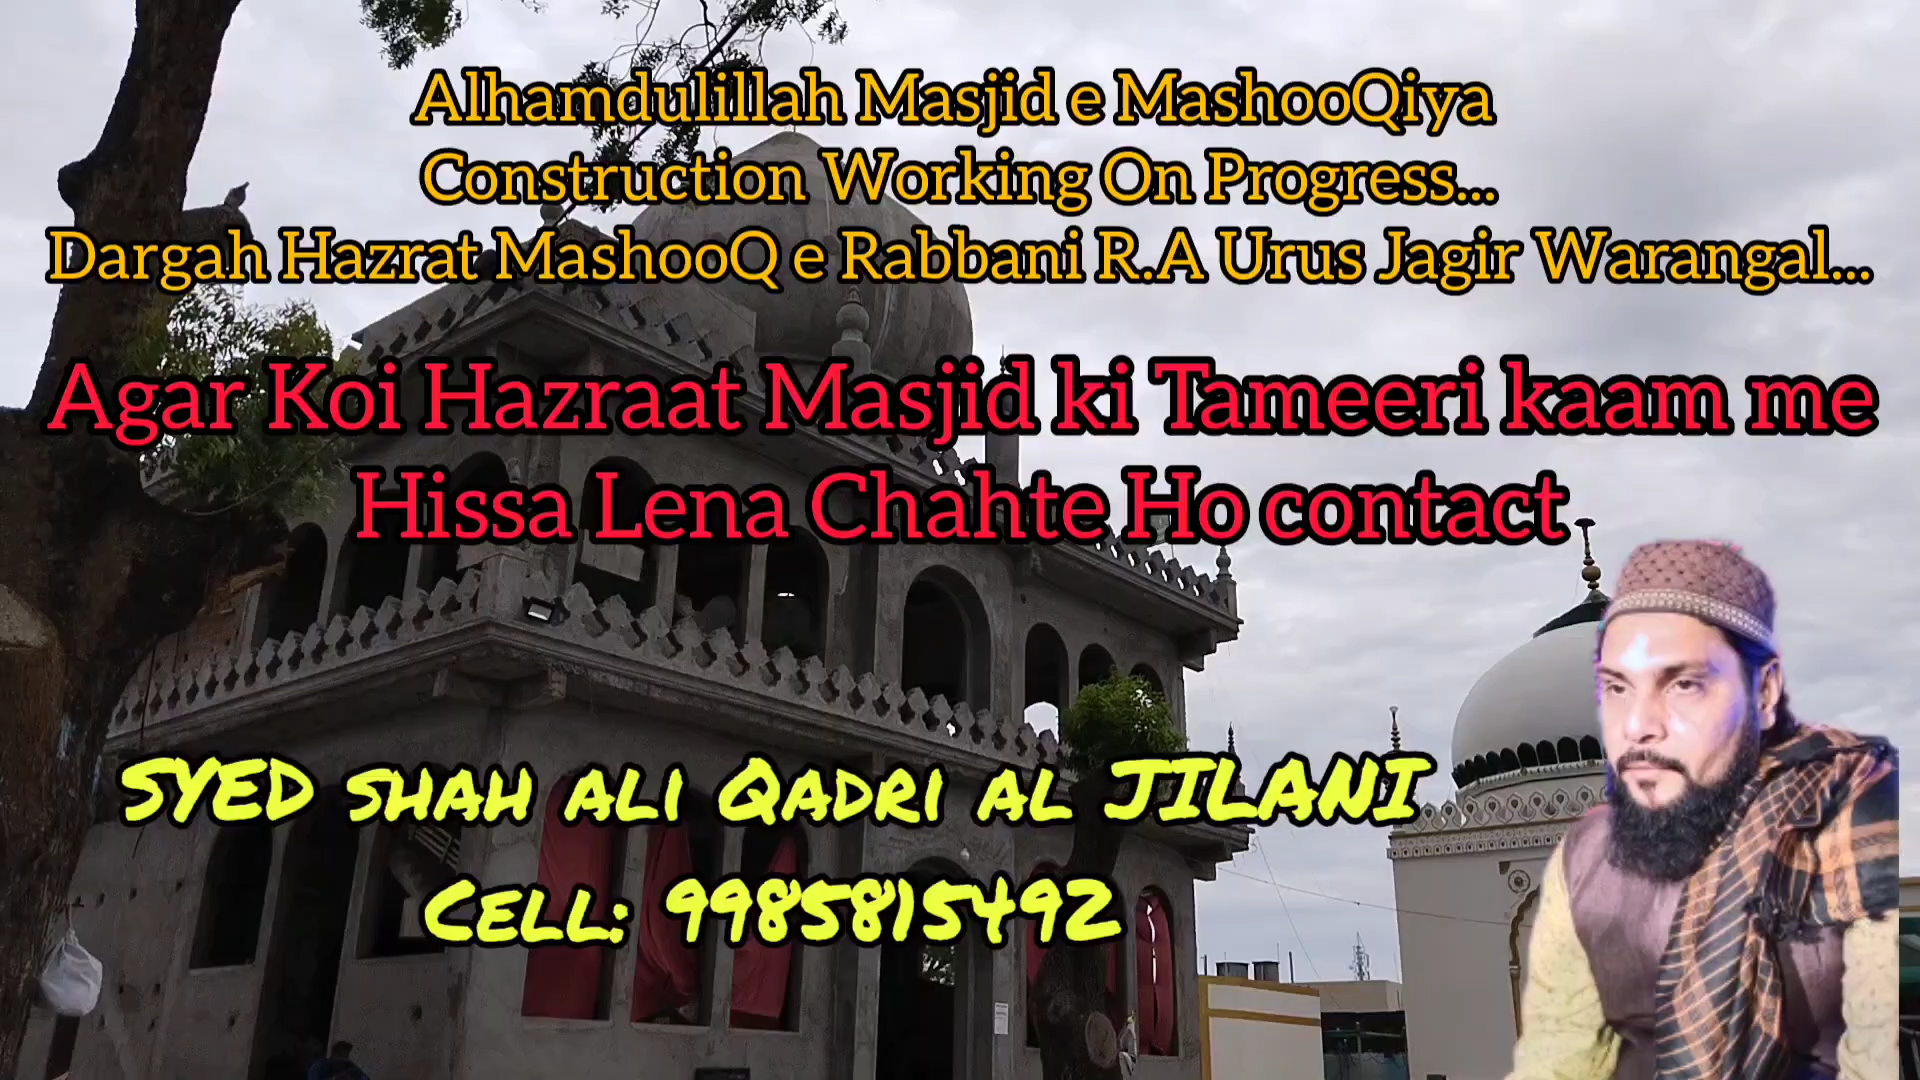 Alhamdulillah Masjid e MashooQiya
Construction Working On Progress...
Dargah Hazrat MashooQ e Rabbani R.A Urus Jagir Warangal...
Agar Koi Hazraat Masjid ki Tameeri kaam me
Hissa Lena Chahte Ho contact
SYED SHAH ALI QADRI AL JILANI
CELL: 9985815492